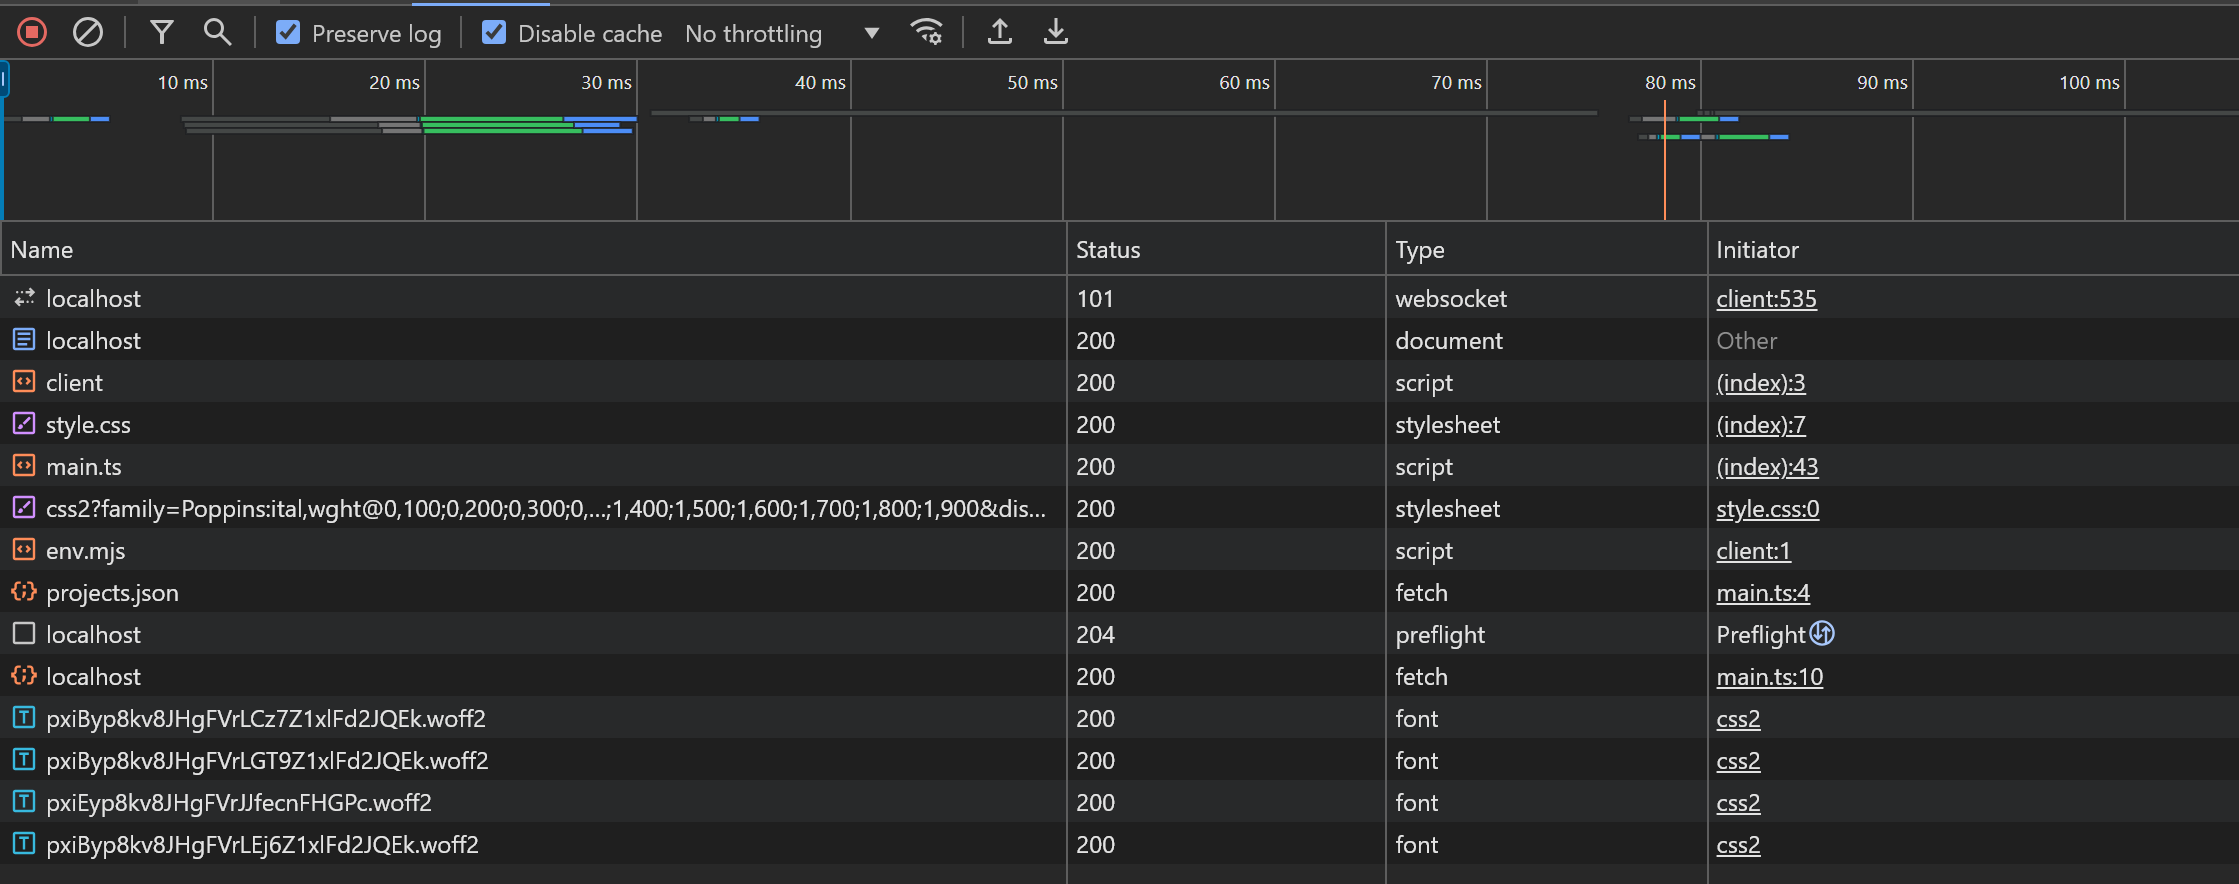 Preserve log Disable cache No throttling
10 ms 20 ms 30 ms 40 ms 50 ms 60 ms 70 ms 80 ms 90 ms 100 ms
Name Status Type Initiator
localhost 101 websocket client:535
localhost 200 document Other
client 200 script (index):3
style.css 200 stylesheet (index):7
main.ts 200 script (index):43
css2?family=Poppins:ital,wght@0,100;0,200;0,300;0,...;1,400;1,500;1,600;1,700;1,800;1,900&dis... 200 stylesheet style.css:0
env.mjs 200 script client:1
projects.json 200 fetch main.ts:4
localhost 204 preflight Preflight
localhost 200 fetch main.ts:10
pxiByp8kv8JHgFVrLCz7Z1xlFd2JQEk.woff2 200 font css2
pxiByp8kv8JHgFVrLGT9Z1xlFd2JQEk.woff2 200 font css2
pxiEyp8kv8JHgFVrJJfecnFHGPc.woff2 200 font css2
pxiByp8kv8JHgFVrLEj6Z1xlFd2JQEk.woff2 200 font css2